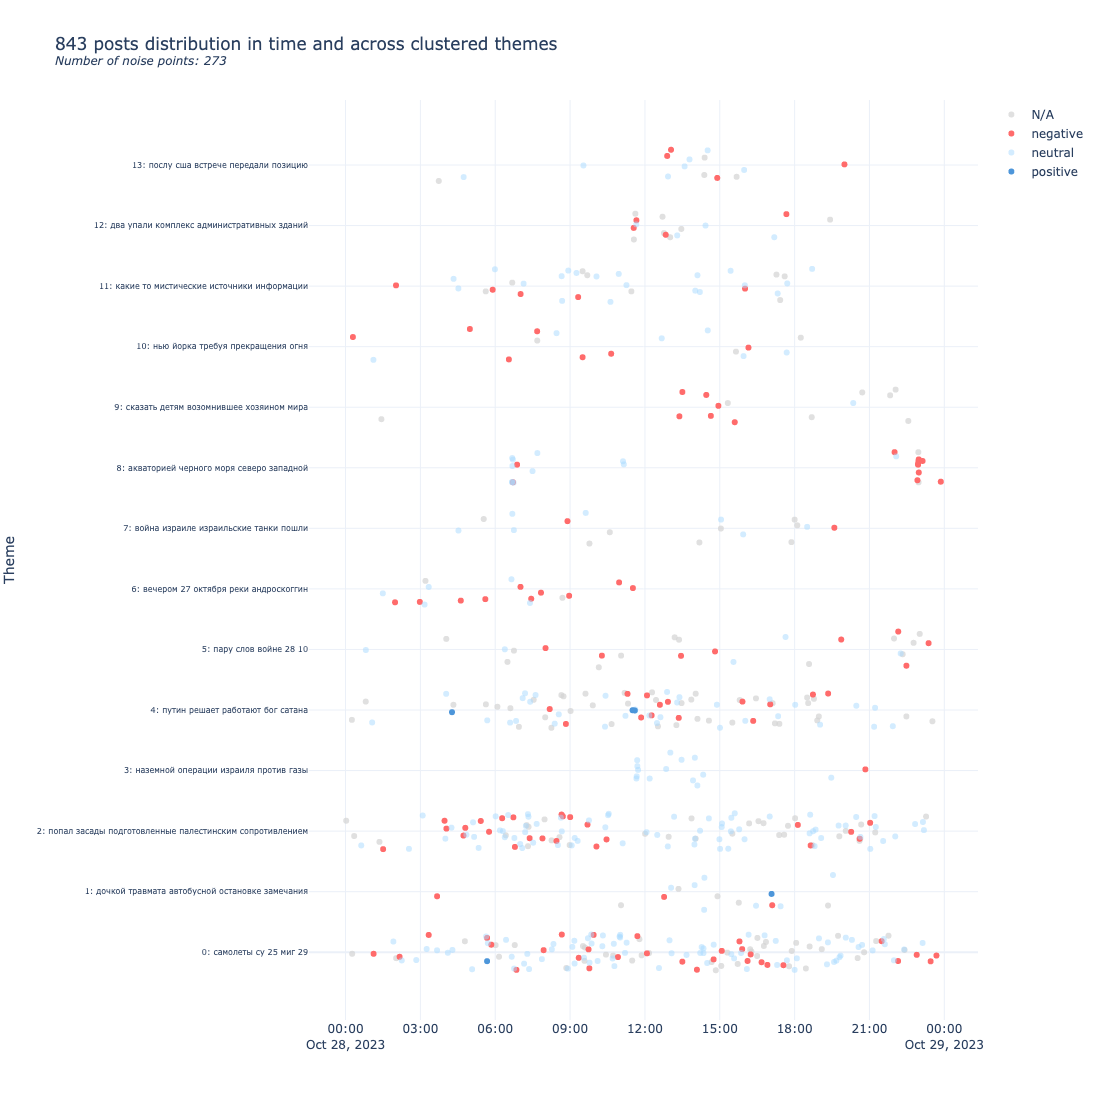 843 posts distribution in time and across clustered themes
Number of noise points: 273
N/A
negative
neutral
positive
Theme
13: послу сша встрече передали позицию
12: два упали комплекс административных зданий
11: какие то мистические источники информации
10: нью йорка требуя прекращения огня
9: сказать детям возомнившее хозяином мира
8: акваторией черного моря северо западной
7: война израиле израильские танки пошли
6: вечером 27 октября реки андроскоггин
5: пару слов войне 28 10
4: путин решает работают бог сатана
3: наземной операции израиля против газы
2: попал засады подготовленные палестинским сопротивлением
1: дочкой травмата автобусной остановке замечания
0: самолеты су 25 миг 29
00:00 03:00 06:00 09:00 12:00 15:00 18:00 21:00 00:00
Oct 28, 2023 Oct 29, 2023